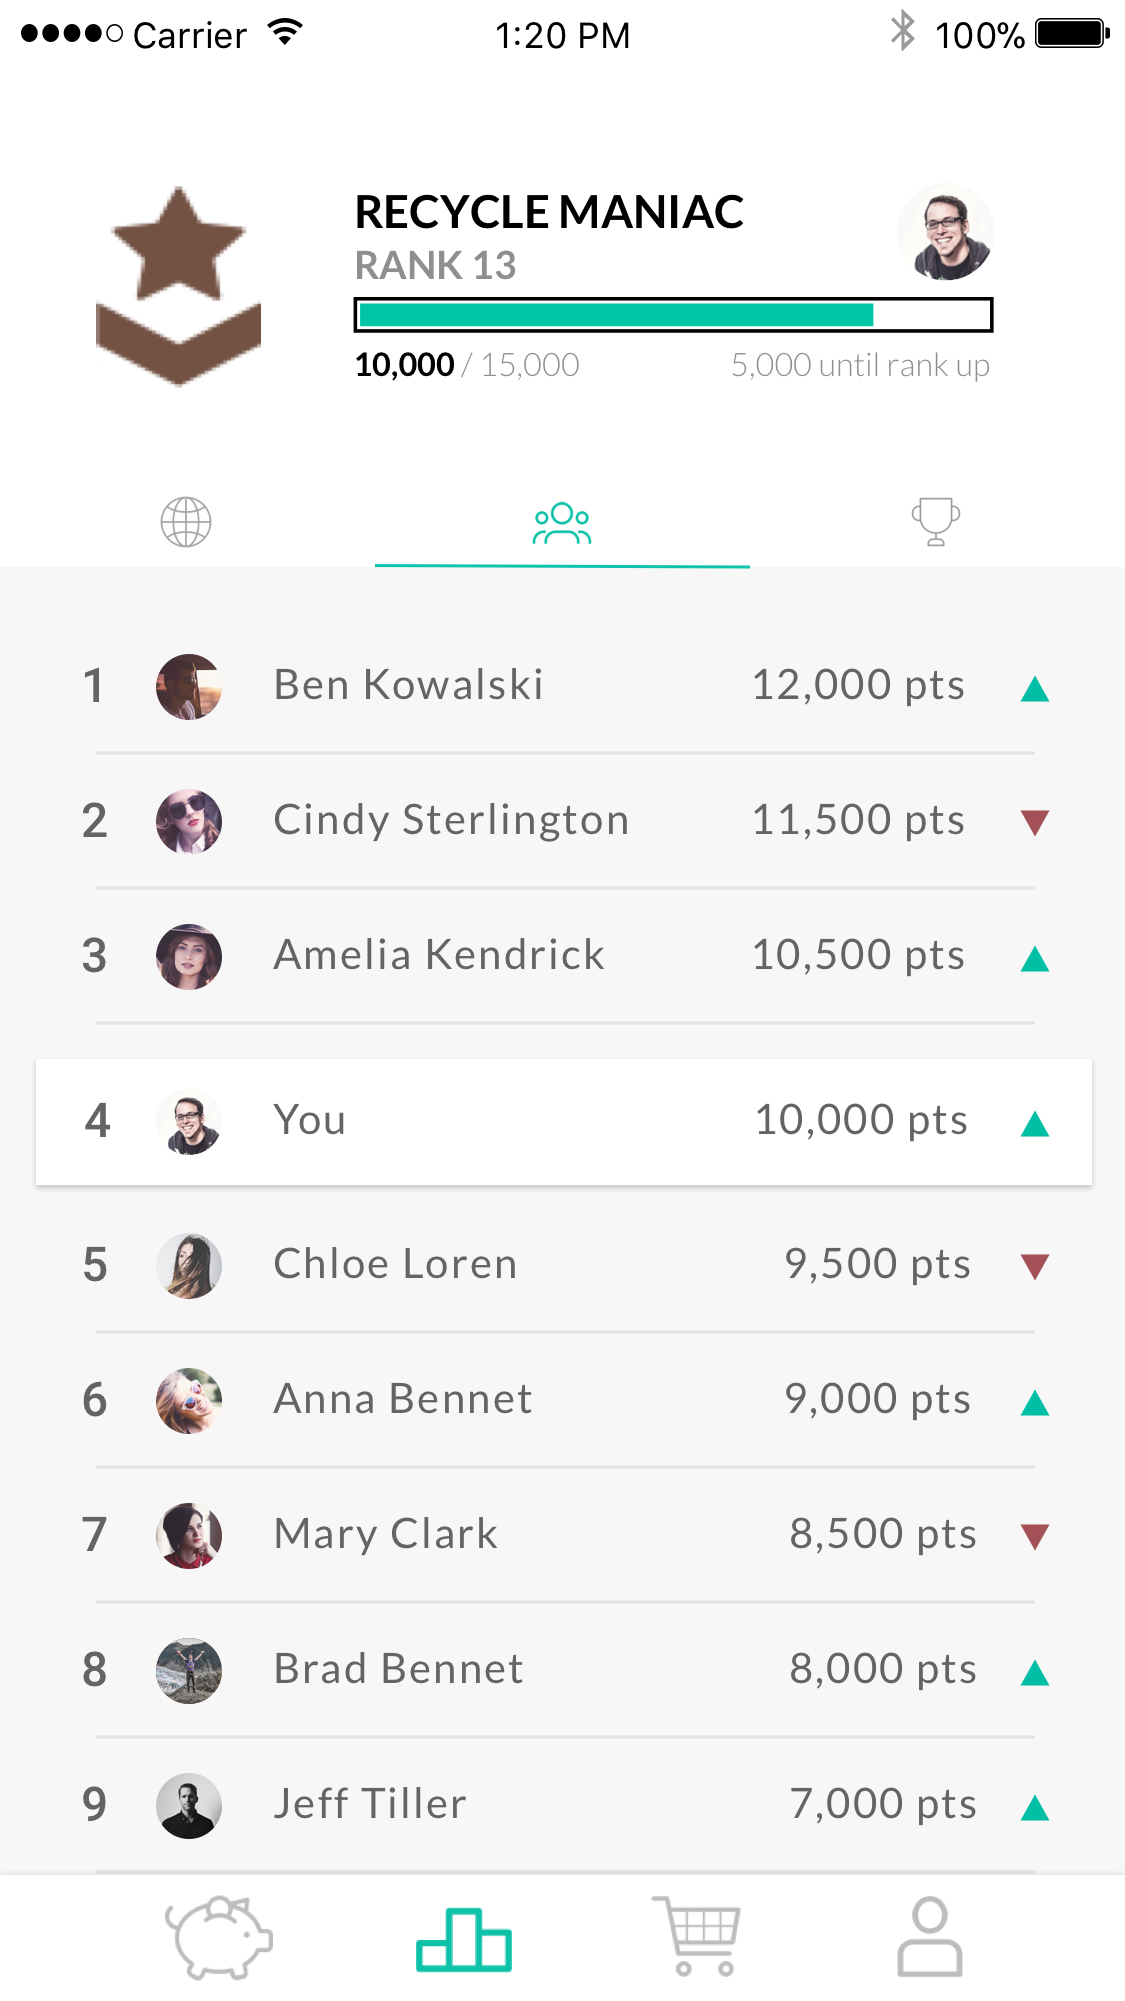 Carrier 1:20 PM 100%
RECYCLE MANIAC
RANK 13
10,000 / 15,000 5,000 until rank up
1 Ben Kowalski 12,000 pts
2 Cindy Sterlington 11,500 pts
3 Amelia Kendrick 10,500 pts
4 You 10,000 pts
5 Chloe Loren 9,500 pts
6 Anna Bennet 9,000 pts
7 Mary Clark 8,500 pts
8 Brad Bennet 8,000 pts
9 Jeff Tiller 7,000 pts